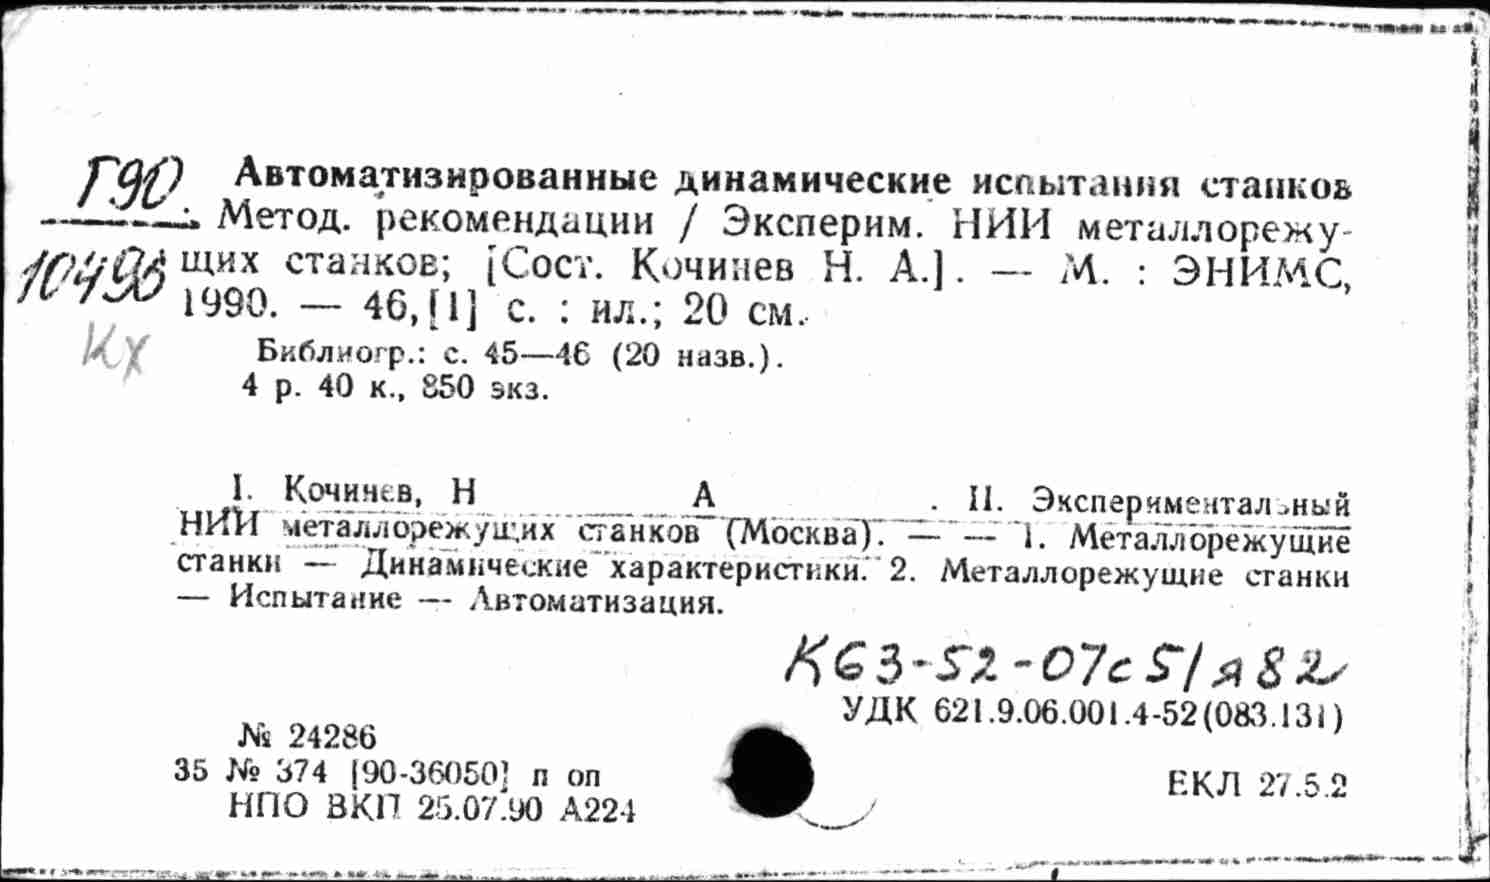 Г90 Автоматизированные динамические испытания станков
: Метод. рекомендации / Эксперим. НИИ металлорежу-
10496 щих станков; [Сост. Кочинев Н. А.]. — М. : ЭНИМС,
1990. — 46,[1] с. : ил.; 20 см.
Кх
Библиогр.: с. 45—46 (20 назв.).
4 р. 40 к., 850 экз.
I. Кочинев, Н А . II. Экспериментальный
НИИ металлорежущих станков (Москва). — — 1. Металлорежущие
станки — Динамические характеристики. 2. Металлорежущие станки
— Испытание — Автоматизация.
К63-52-07с5/я82
УДК 621.9.06.001.4-52(083.131)
№ 24286
35 № 374 [90-36050] п оп
НПО ВКП 25.07.90 А224
ЕКЛ 27.5.2